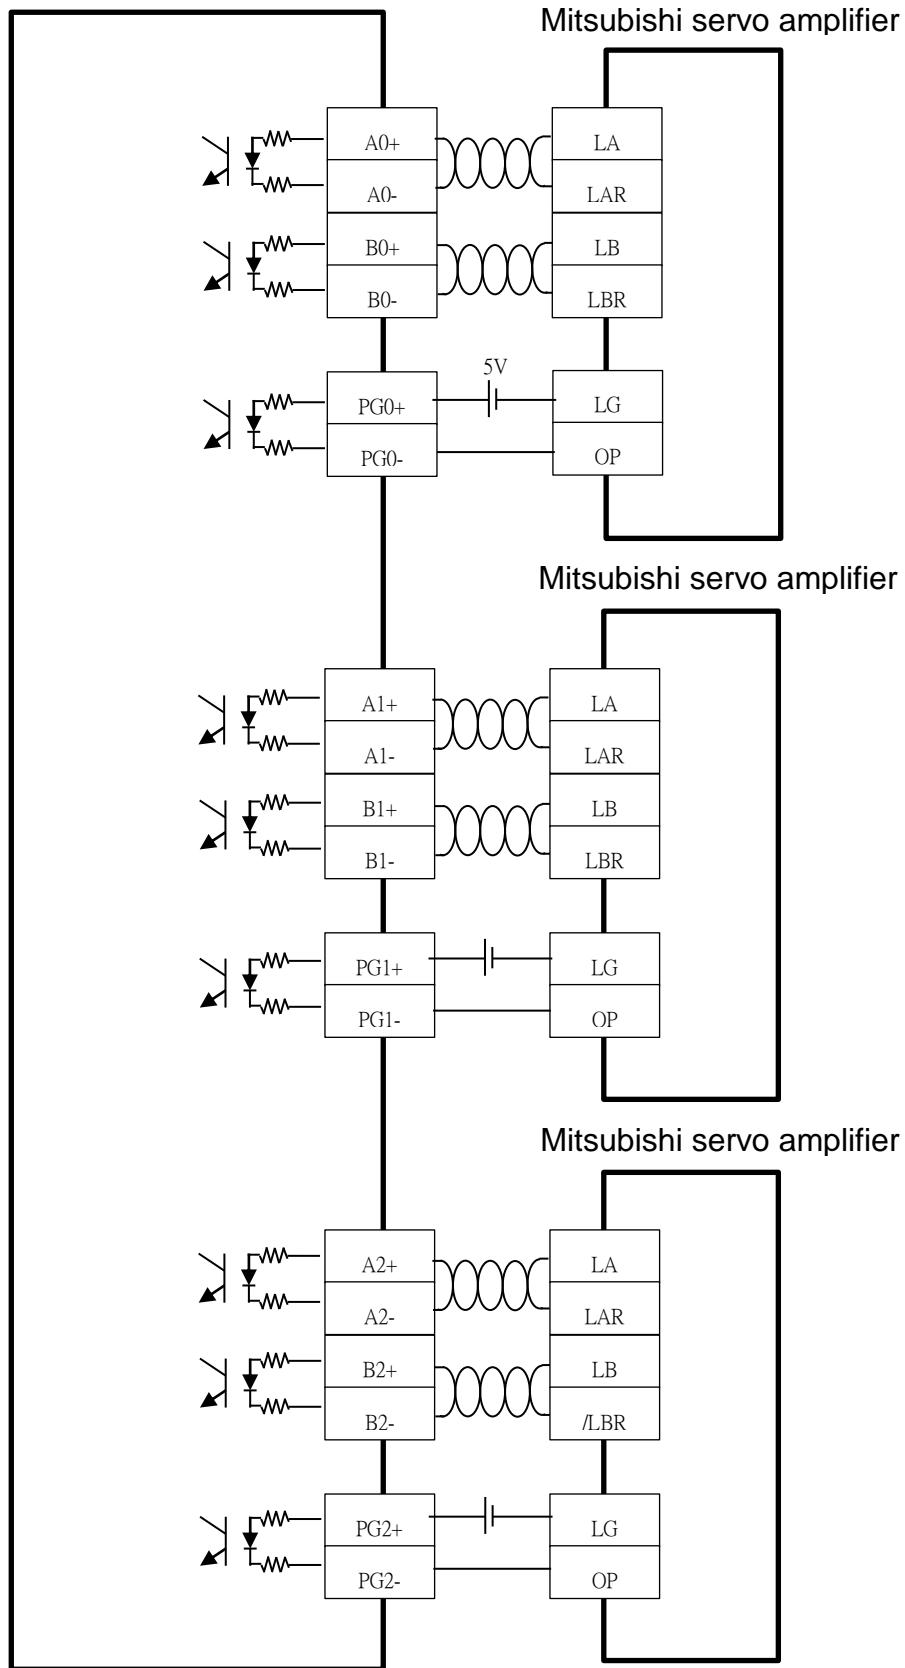 Mitsubishi servo amplifier
A0+ LA
A0- LAR
B0+ LB
B0- LBR
5V
PG0+ LG
PG0- OP
Mitsubishi servo amplifier
A1+ LA
A1- LAR
B1+ LB
B1- LBR
PG1+ LG
PG1- OP
Mitsubishi servo amplifier
A2+ LA
A2- LAR
B2+ LB
B2- /LBR
PG2+ LG
PG2- OP